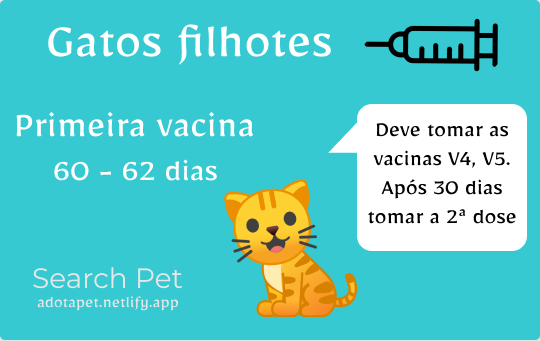 Gatos filhotes
Primeira vacina
60 - 62 dias
Deve tomar as
vacinas V4, V5.
Após 30 dias
tomar a 2ª dose
Search Pet
adotapet.netlify.app